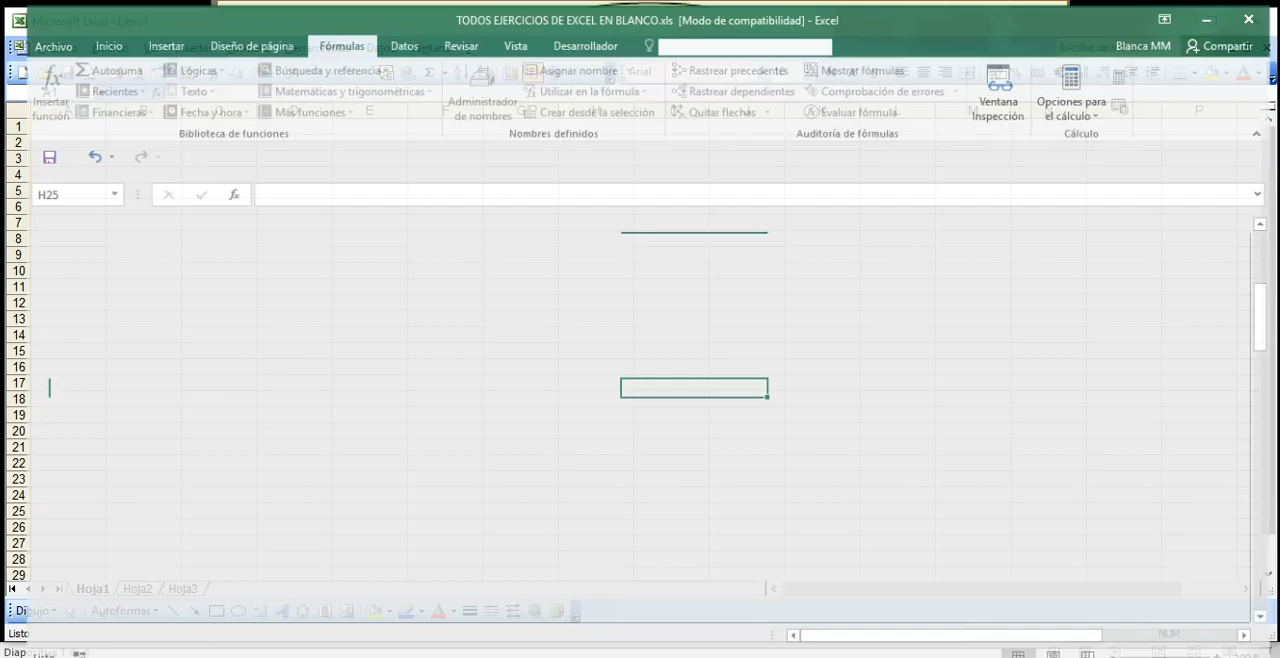 Microsoft Excel - Libro1
TODOS EJERCICIOS DE EXCEL EN BLANCO.xls [Modo de compatibilidad] - Excel
Archivo Inicio Insertar Diseño de página Fórmulas Datos Revisar Vista Desarrollador Blanca MM Compartir
Autosuma Lógicas Búsqueda y referencia Asignar nombre Arial Rastrear precedentes Mostrar fórmulas
Insertar función
Recientes Texto Matemáticas y trigonométricas Administrador de nombres Utilizar en la fórmula Rastrear dependientes Comprobación de errores Ventana Inspección Opciones para el cálculo
Financieras Fecha y hora Más funciones Crear desde la selección Quitar flechas Evaluar fórmula
E M P
Biblioteca de funciones Nombres definidos Auditoría de fórmulas Cálculo
H25 fx
1
2
3
4
5
6
7
8
9
10
11
12
13
14
15
16
17
18
19
20
21
22
23
24
25
26
27
28
29
Hoja1 Hoja2 Hoja3
Dibujo Autoformas
Listo NUM
Listo